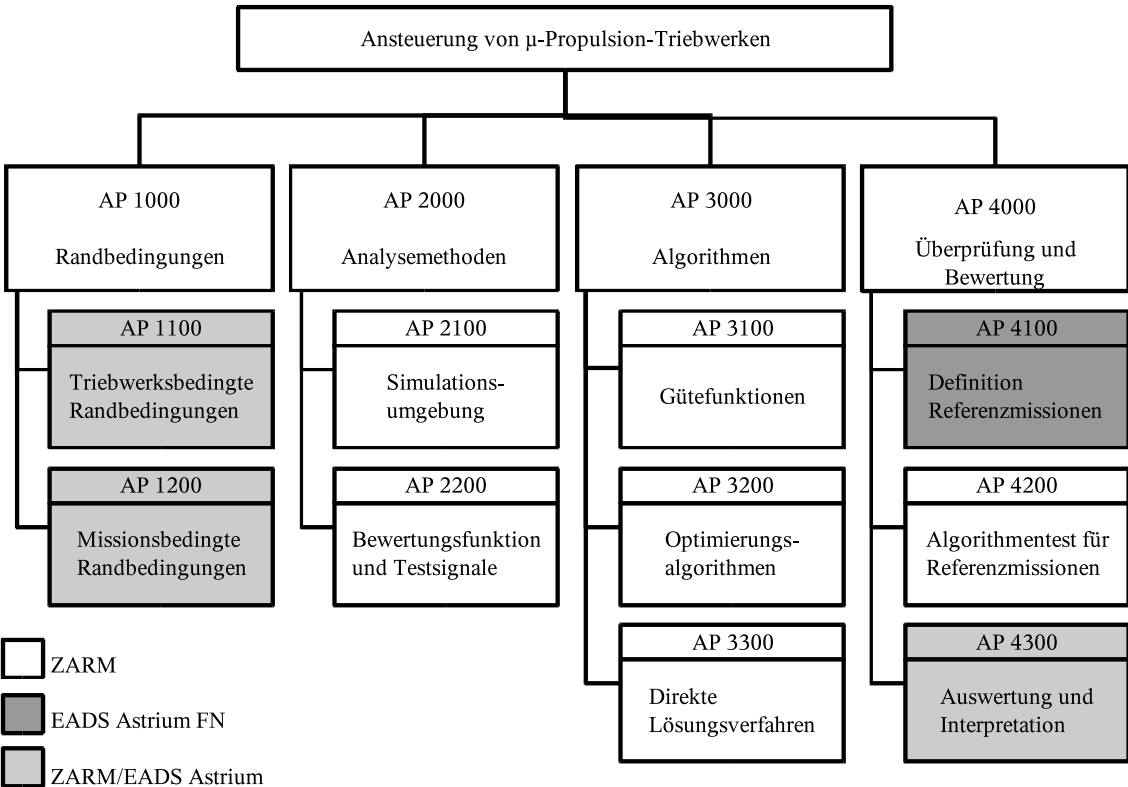 Ansteuerung von µ-Propulsion-Triebwerken
AP 1000
Randbedingungen
AP 1100
Triebwerksbedingte
Randbedingungen
AP 1200
Missionsbedingte
Randbedingungen
AP 2000
Analysemethoden
AP 2100
Simulations-
umgebung
AP 2200
Bewertungsfunktion
und Testsignale
AP 3000
Algorithmen
AP 3100
Gütefunktionen
AP 3200
Optimierungs-
algorithmen
AP 3300
Direkte
Lösungsverfahren
AP 4000
Überprüfung und
Bewertung
AP 4100
Definition
Referenzmissionen
AP 4200
Algorithmentest für
Referenzmissionen
AP 4300
Auswertung und
Interpretation
ZARM
EADS Astrium FN
ZARM/EADS Astrium